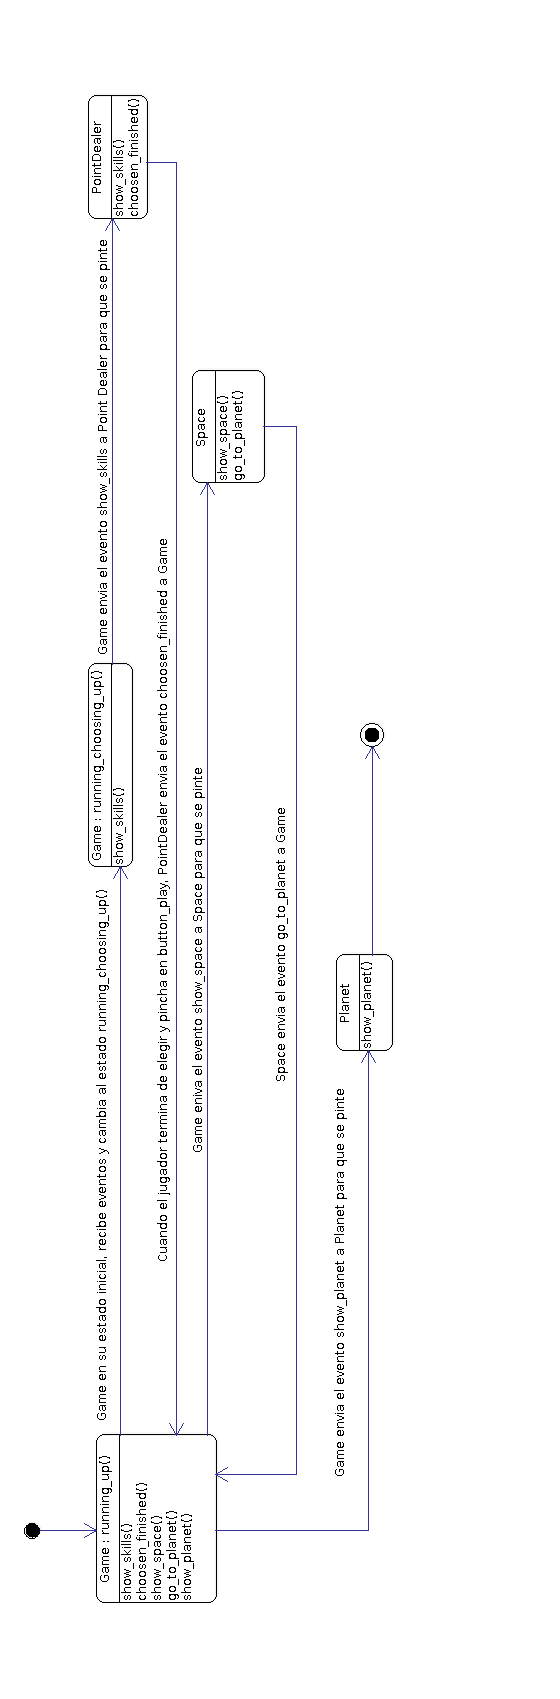 Game : running_up()
show_skills()
choosen_finished()
show_space()
go_to_planet()
show_planet()
Game en su estado inicial, recibe eventos y cambia al estado running_choosing_up()
Game : running_choosing_up()
show_skills()
Game envia el evento show_skills a Point Dealer para que se pinte
PointDealer
show_skills()
choosen_finished()
Cuando el jugador termina de elegir y pincha en button_play, PointDealer envia el evento choosen_finished a Game
Game eniva el evento show_space a Space para que se pinte
Space
show_space()
go_to_planet()
Space envia el evento go_to_planet a Game
Game envia el evento show_planet a Planet para que se pinte
Planet
show_planet()